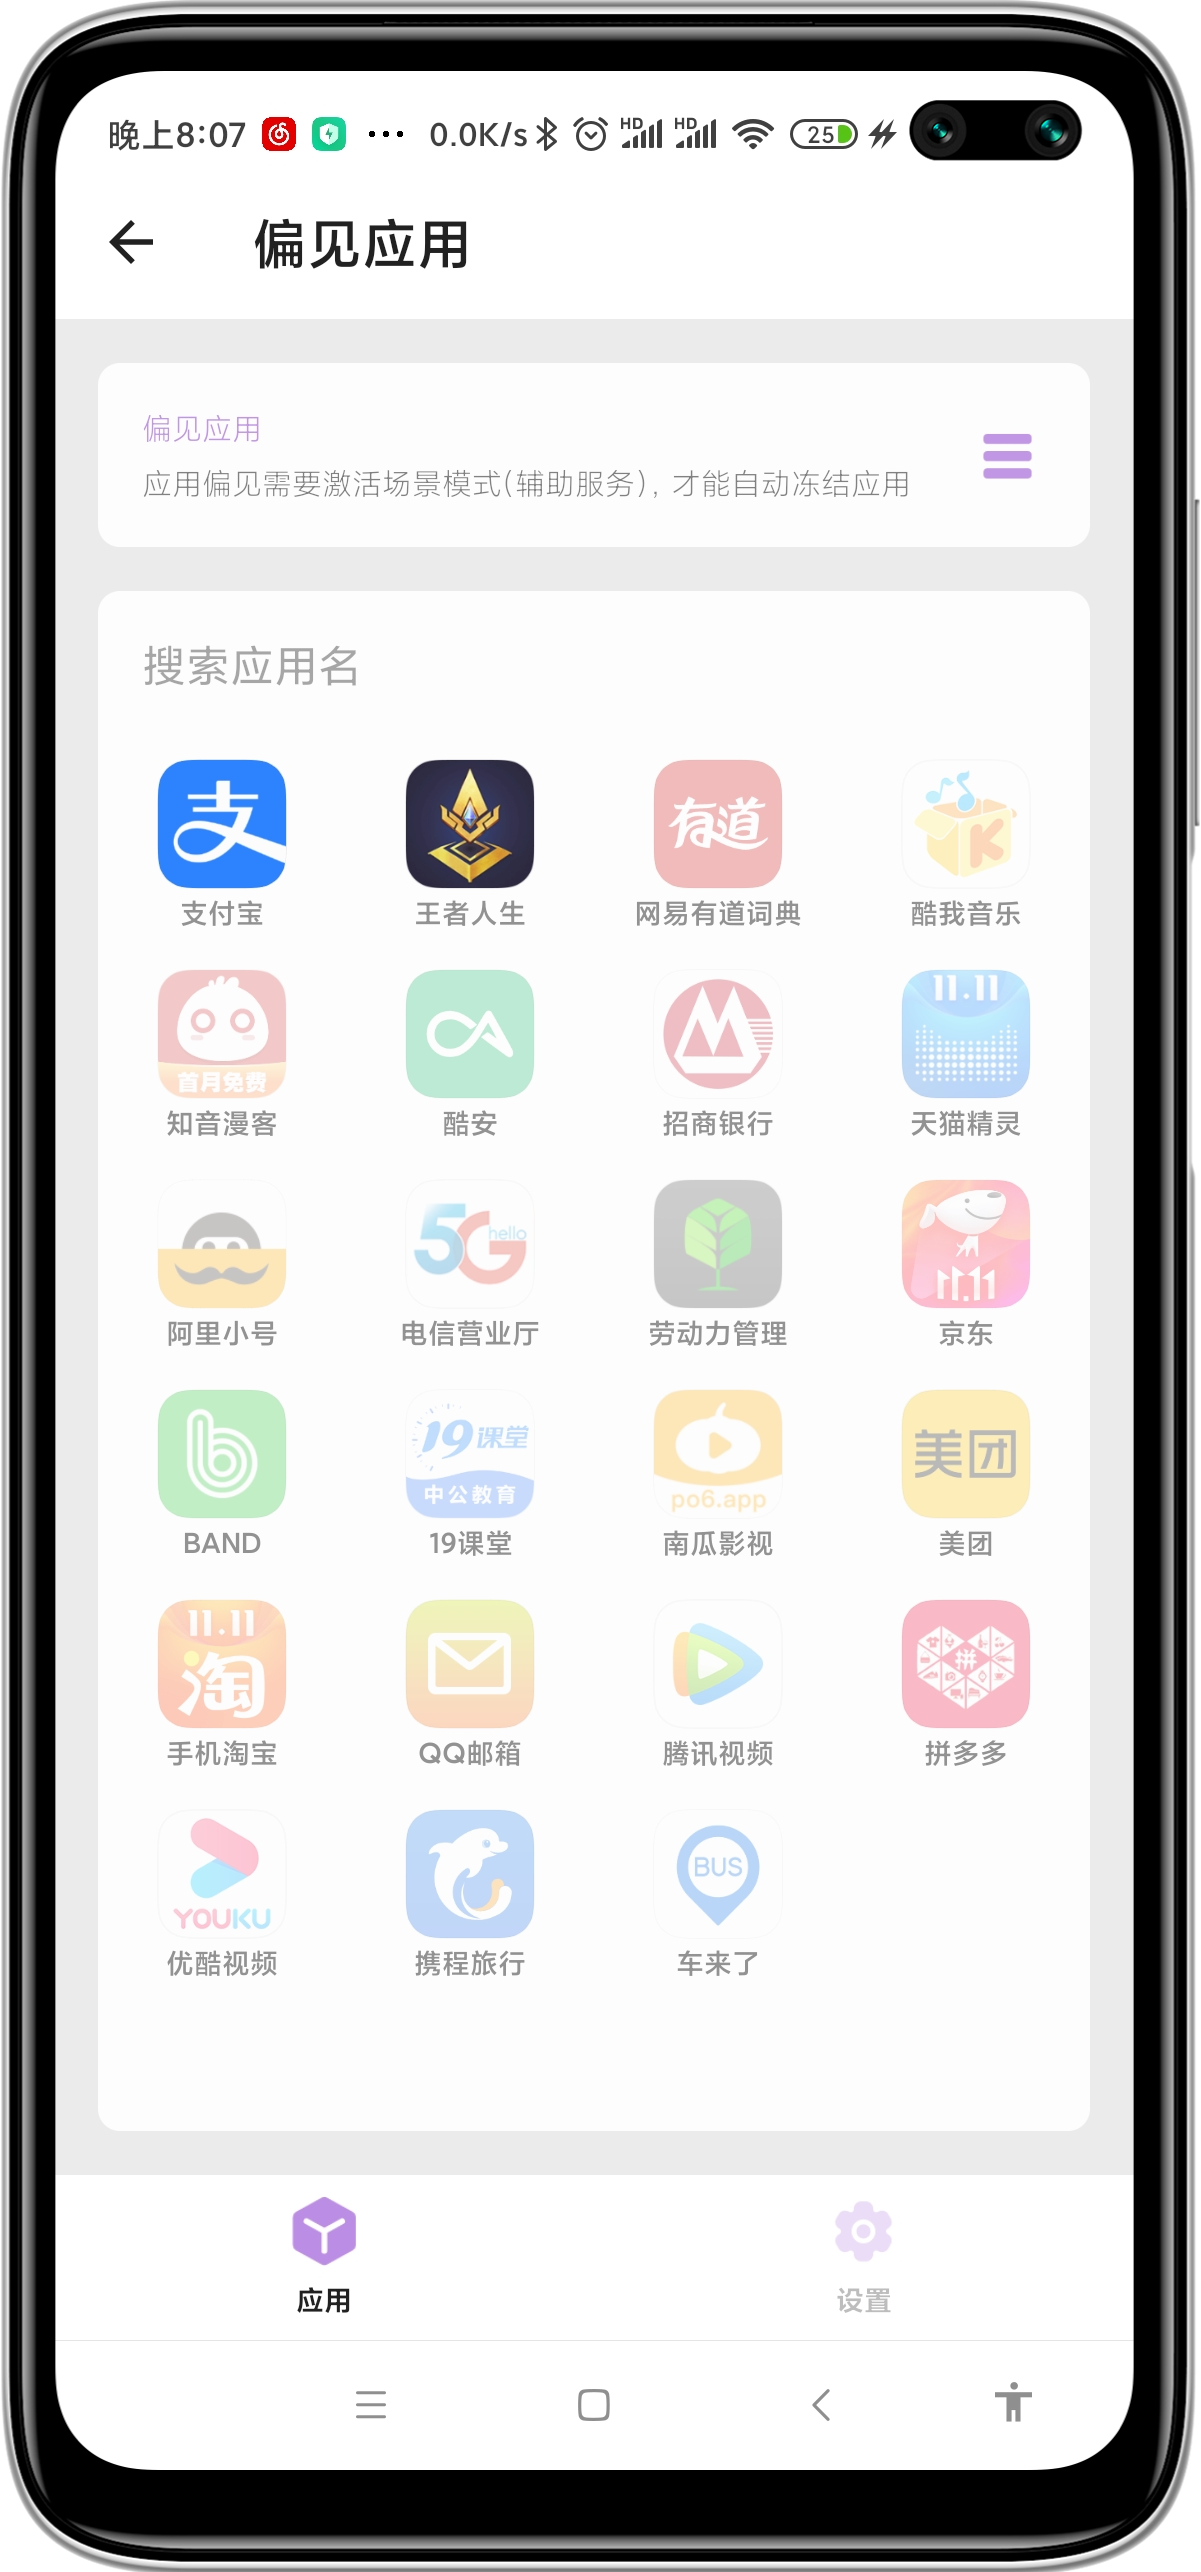 晚上8:07 ... 0.0K/s HD HD 25
偏见应用
偏见应用
应用偏见需要激活场景模式(辅助服务), 才能自动冻结应用
搜索应用名
支 有道 K
支付宝 王者人生 网易有道词典 酷我音乐
首月免费 11.11
知音漫客 酷安 招商银行 天猫精灵
5G hello 11.11
阿里小号 电信营业厅 劳动力管理 京东
b 19课堂 中公教育 po6.app 美团
BAND 19课堂 南瓜影视 美团
11.11 淘 拼
手机淘宝 QQ邮箱 腾讯视频 拼多多
YOUKU BUS
优酷视频 携程旅行 车来了
应用 设置